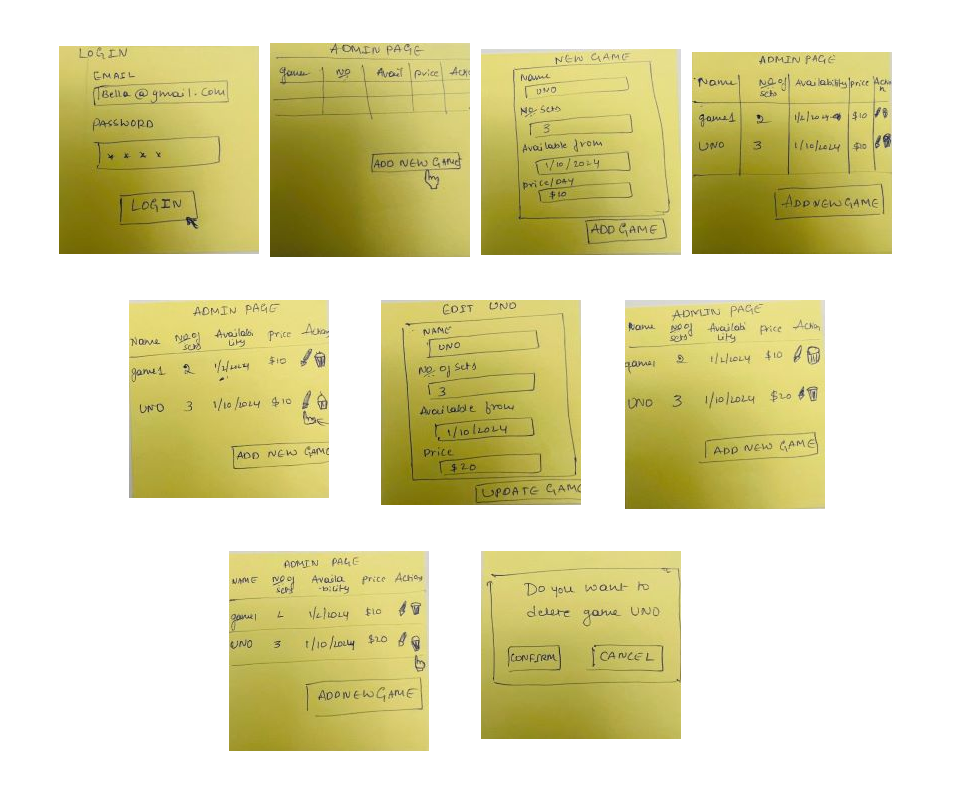 LOGIN
EMAIL
Bella@gmail.com
PASSWORD
* * * *
LOGIN
ADMIN PAGE
game NO Avail price Acti
ADD NEW GAME
NEW GAME
Name
UNO
NO Sets
3
Available from
1/10/2024
Price/DAY
$10
ADD GAME
ADMIN PAGE
Name NO of sets Availability price Action
game1 2 1/2/2024 $10
UNO 3 1/10/2024 $10
ADD NEW GAME
ADMIN PAGE
Name NO of sets Availabi lity Price Action
game1 2 1/2/2024 $10
UNO 3 1/10/2024 $10
ADD NEW GAME
EDIT UNO
NAME
UNO
NO of Sets
3
Available from
1/10/2024
Price
$20
UPDATE GAME
ADMIN PAGE
Name NO of sets Availabi lity Price Action
game1 2 1/2/2024 $10
UNO 3 1/10/2024 $20
ADD NEW GAME
ADMIN PAGE
NAME NO of sets Availa -bility Price Action
game1 2 1/2/2024 $10
UNO 3 1/10/2024 $20
ADD NEW GAME
Do you want to
delete game UNO
CONFIRM CANCEL